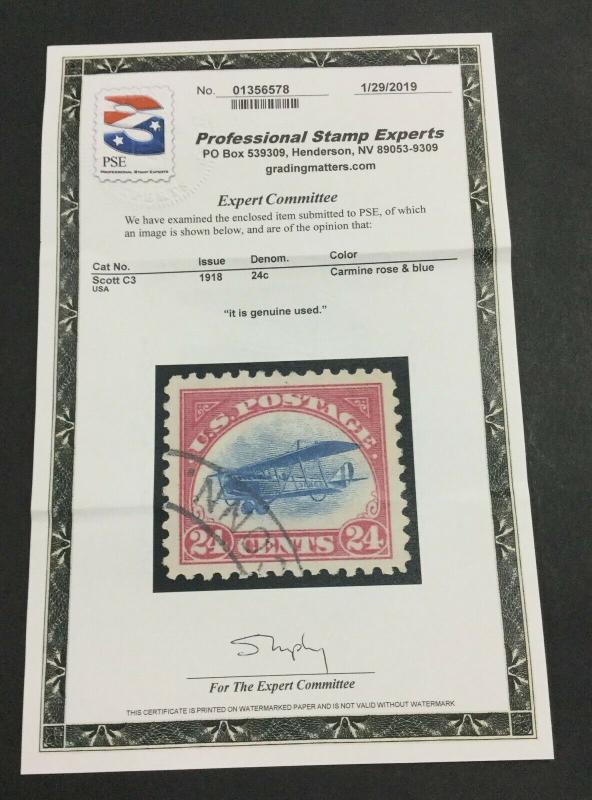 No. 01356578 1/29/2019
PSE
PROFESSIONAL STAMP EXPERTS
Professional Stamp Experts
PO Box 539309, Henderson, NV 89053-9309
gradingmatters.com
Expert Committee
We have examined the enclosed item submitted to PSE, of which
an image is shown below, and are of the opinion that:
Cat No. Issue Denom. Color
Scott C3 1918 24c Carmine rose & blue
USA
"it is genuine used."
U.S. POSTAGE.
CONN.
24 CENTS 24
For The Expert Committee
THIS CERTIFICATE IS PRINTED ON WATERMARKED PAPER AND IS NOT VALID WITHOUT WATERMARK